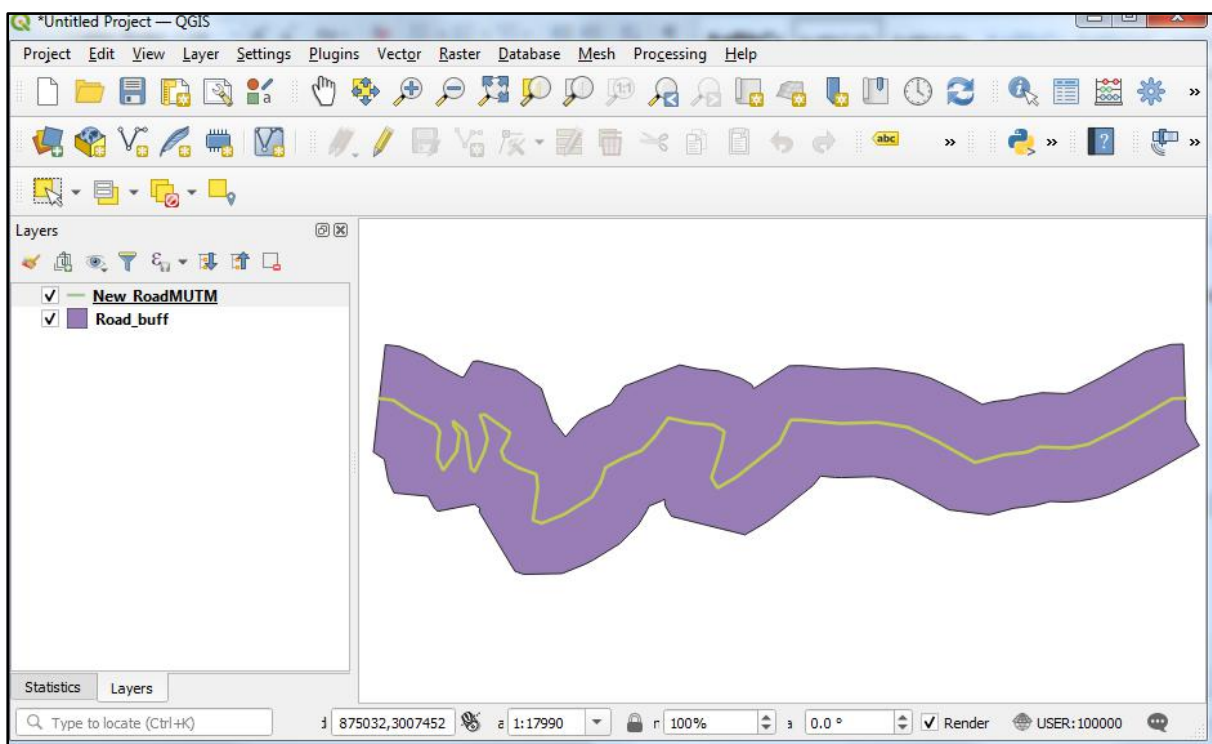 *Untitled Project — QGIS
Project Edit View Layer Settings Plugins Vector Raster Database Mesh Processing Help
abc » » »
Layers
New_RoadMUTM
Road_buff
Statistics Layers
Type to locate (Ctrl+K) 875032,3007452 1:17990 100% 0.0 ° Render USER:100000